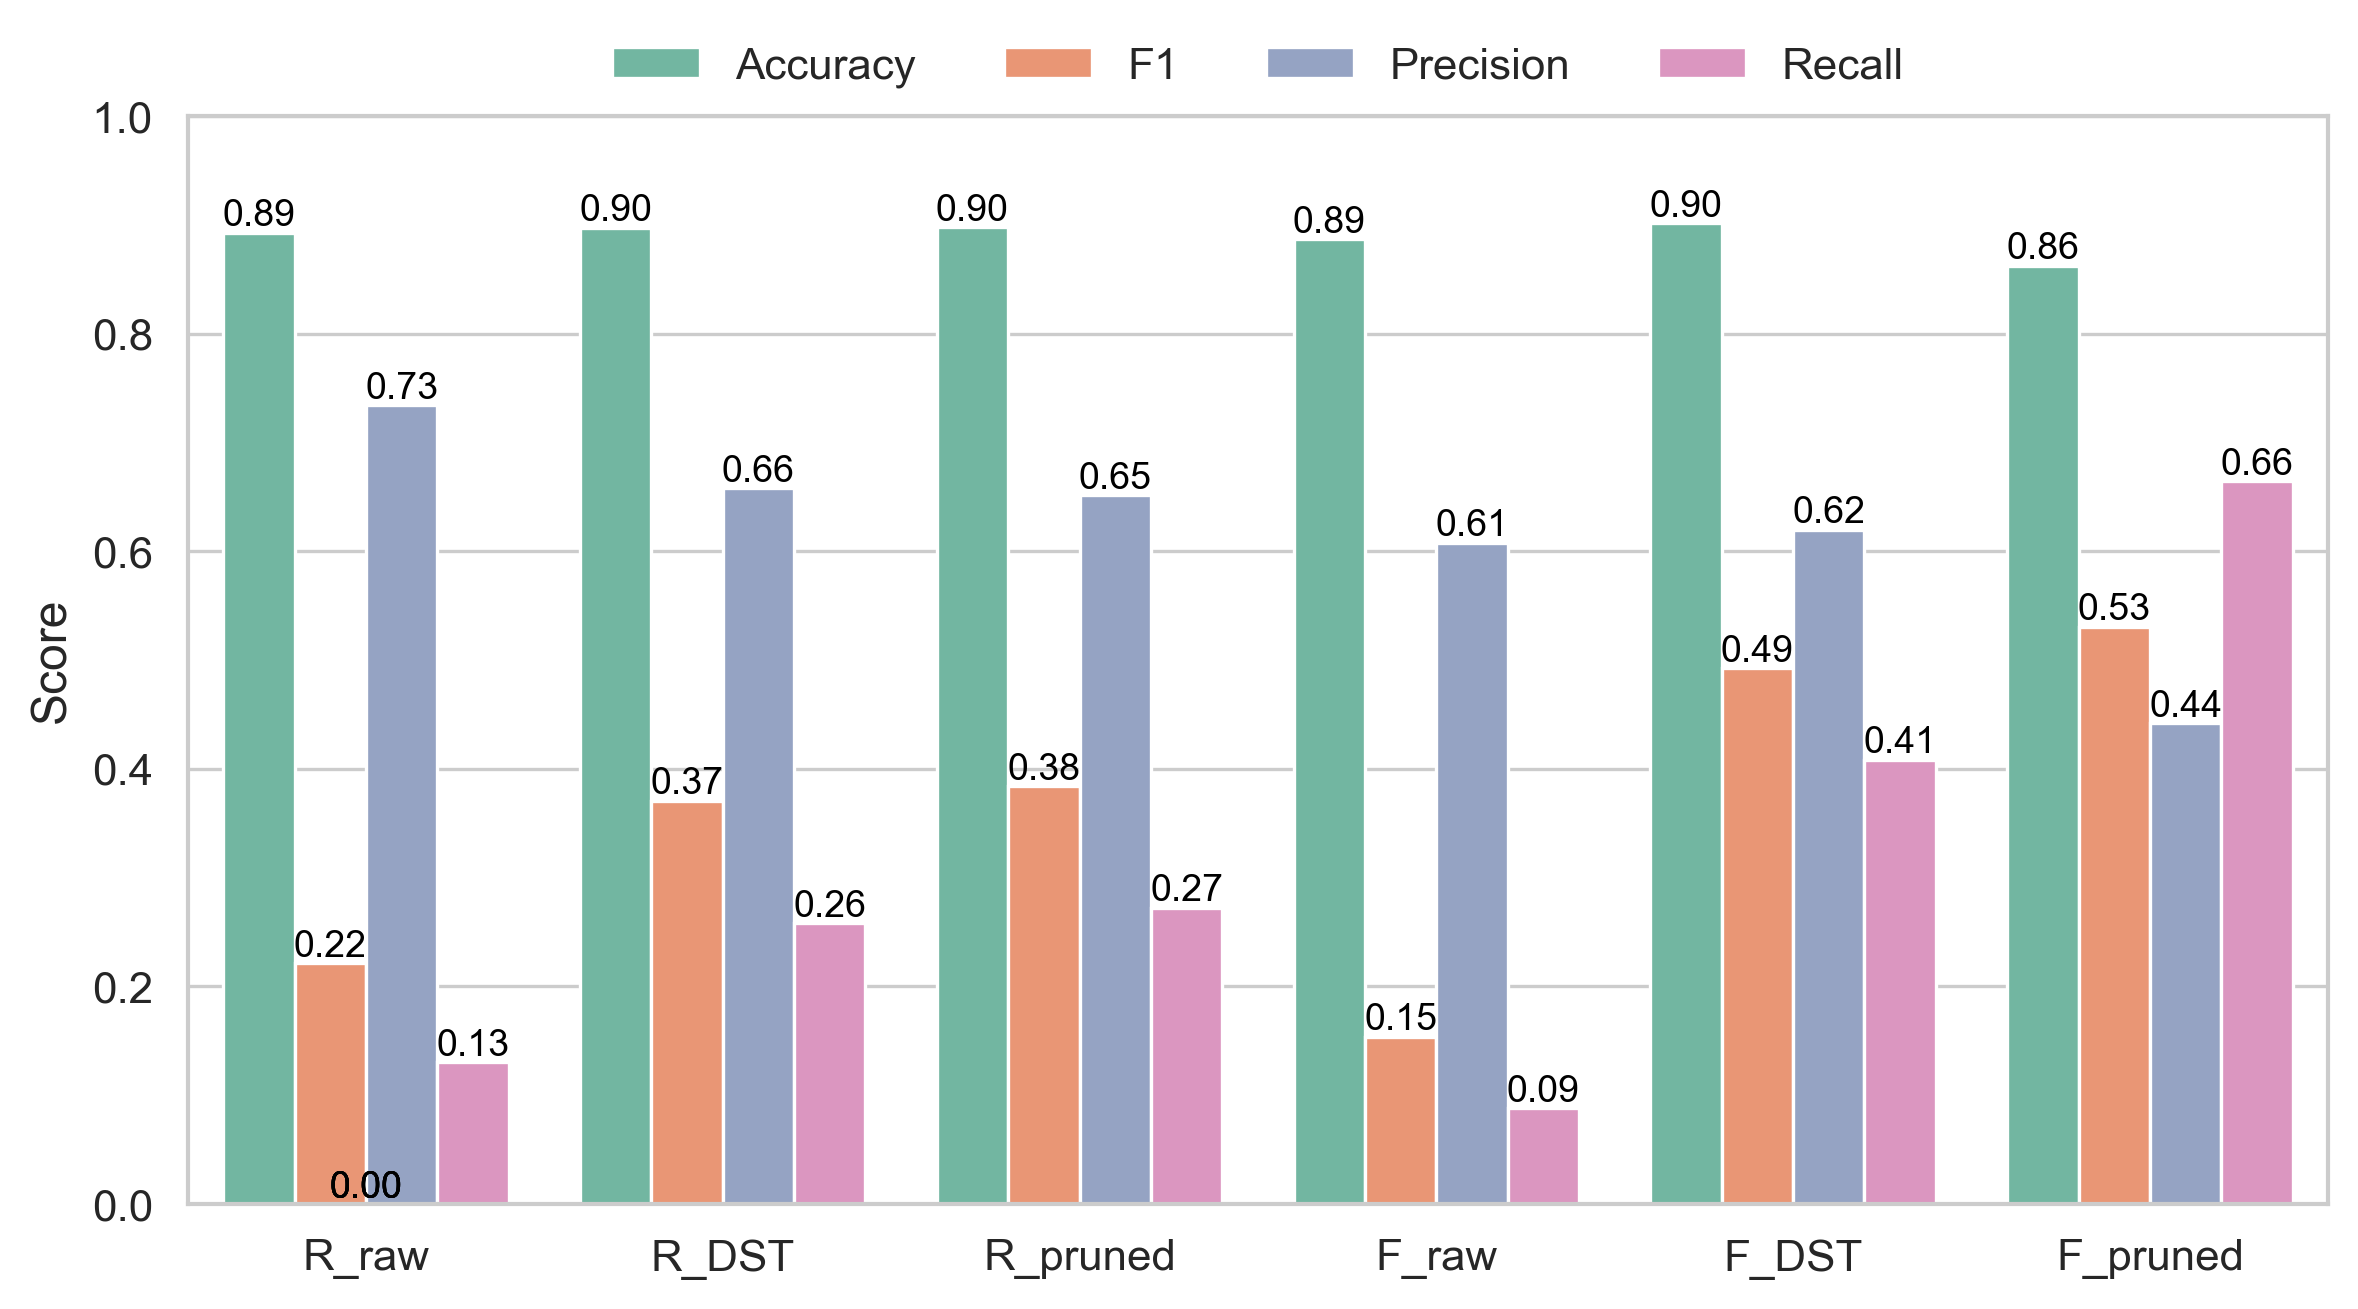 Accuracy F1 Precision Recall
1.0
0.8
0.6
0.4
0.2
0.0
Score
0.89 0.22 0.73 0.13 0.00
0.90 0.37 0.66 0.26
0.90 0.38 0.65 0.27
0.89 0.15 0.61 0.09
0.90 0.49 0.62 0.41
0.86 0.53 0.44 0.66
R_raw R_DST R_pruned F_raw F_DST F_pruned